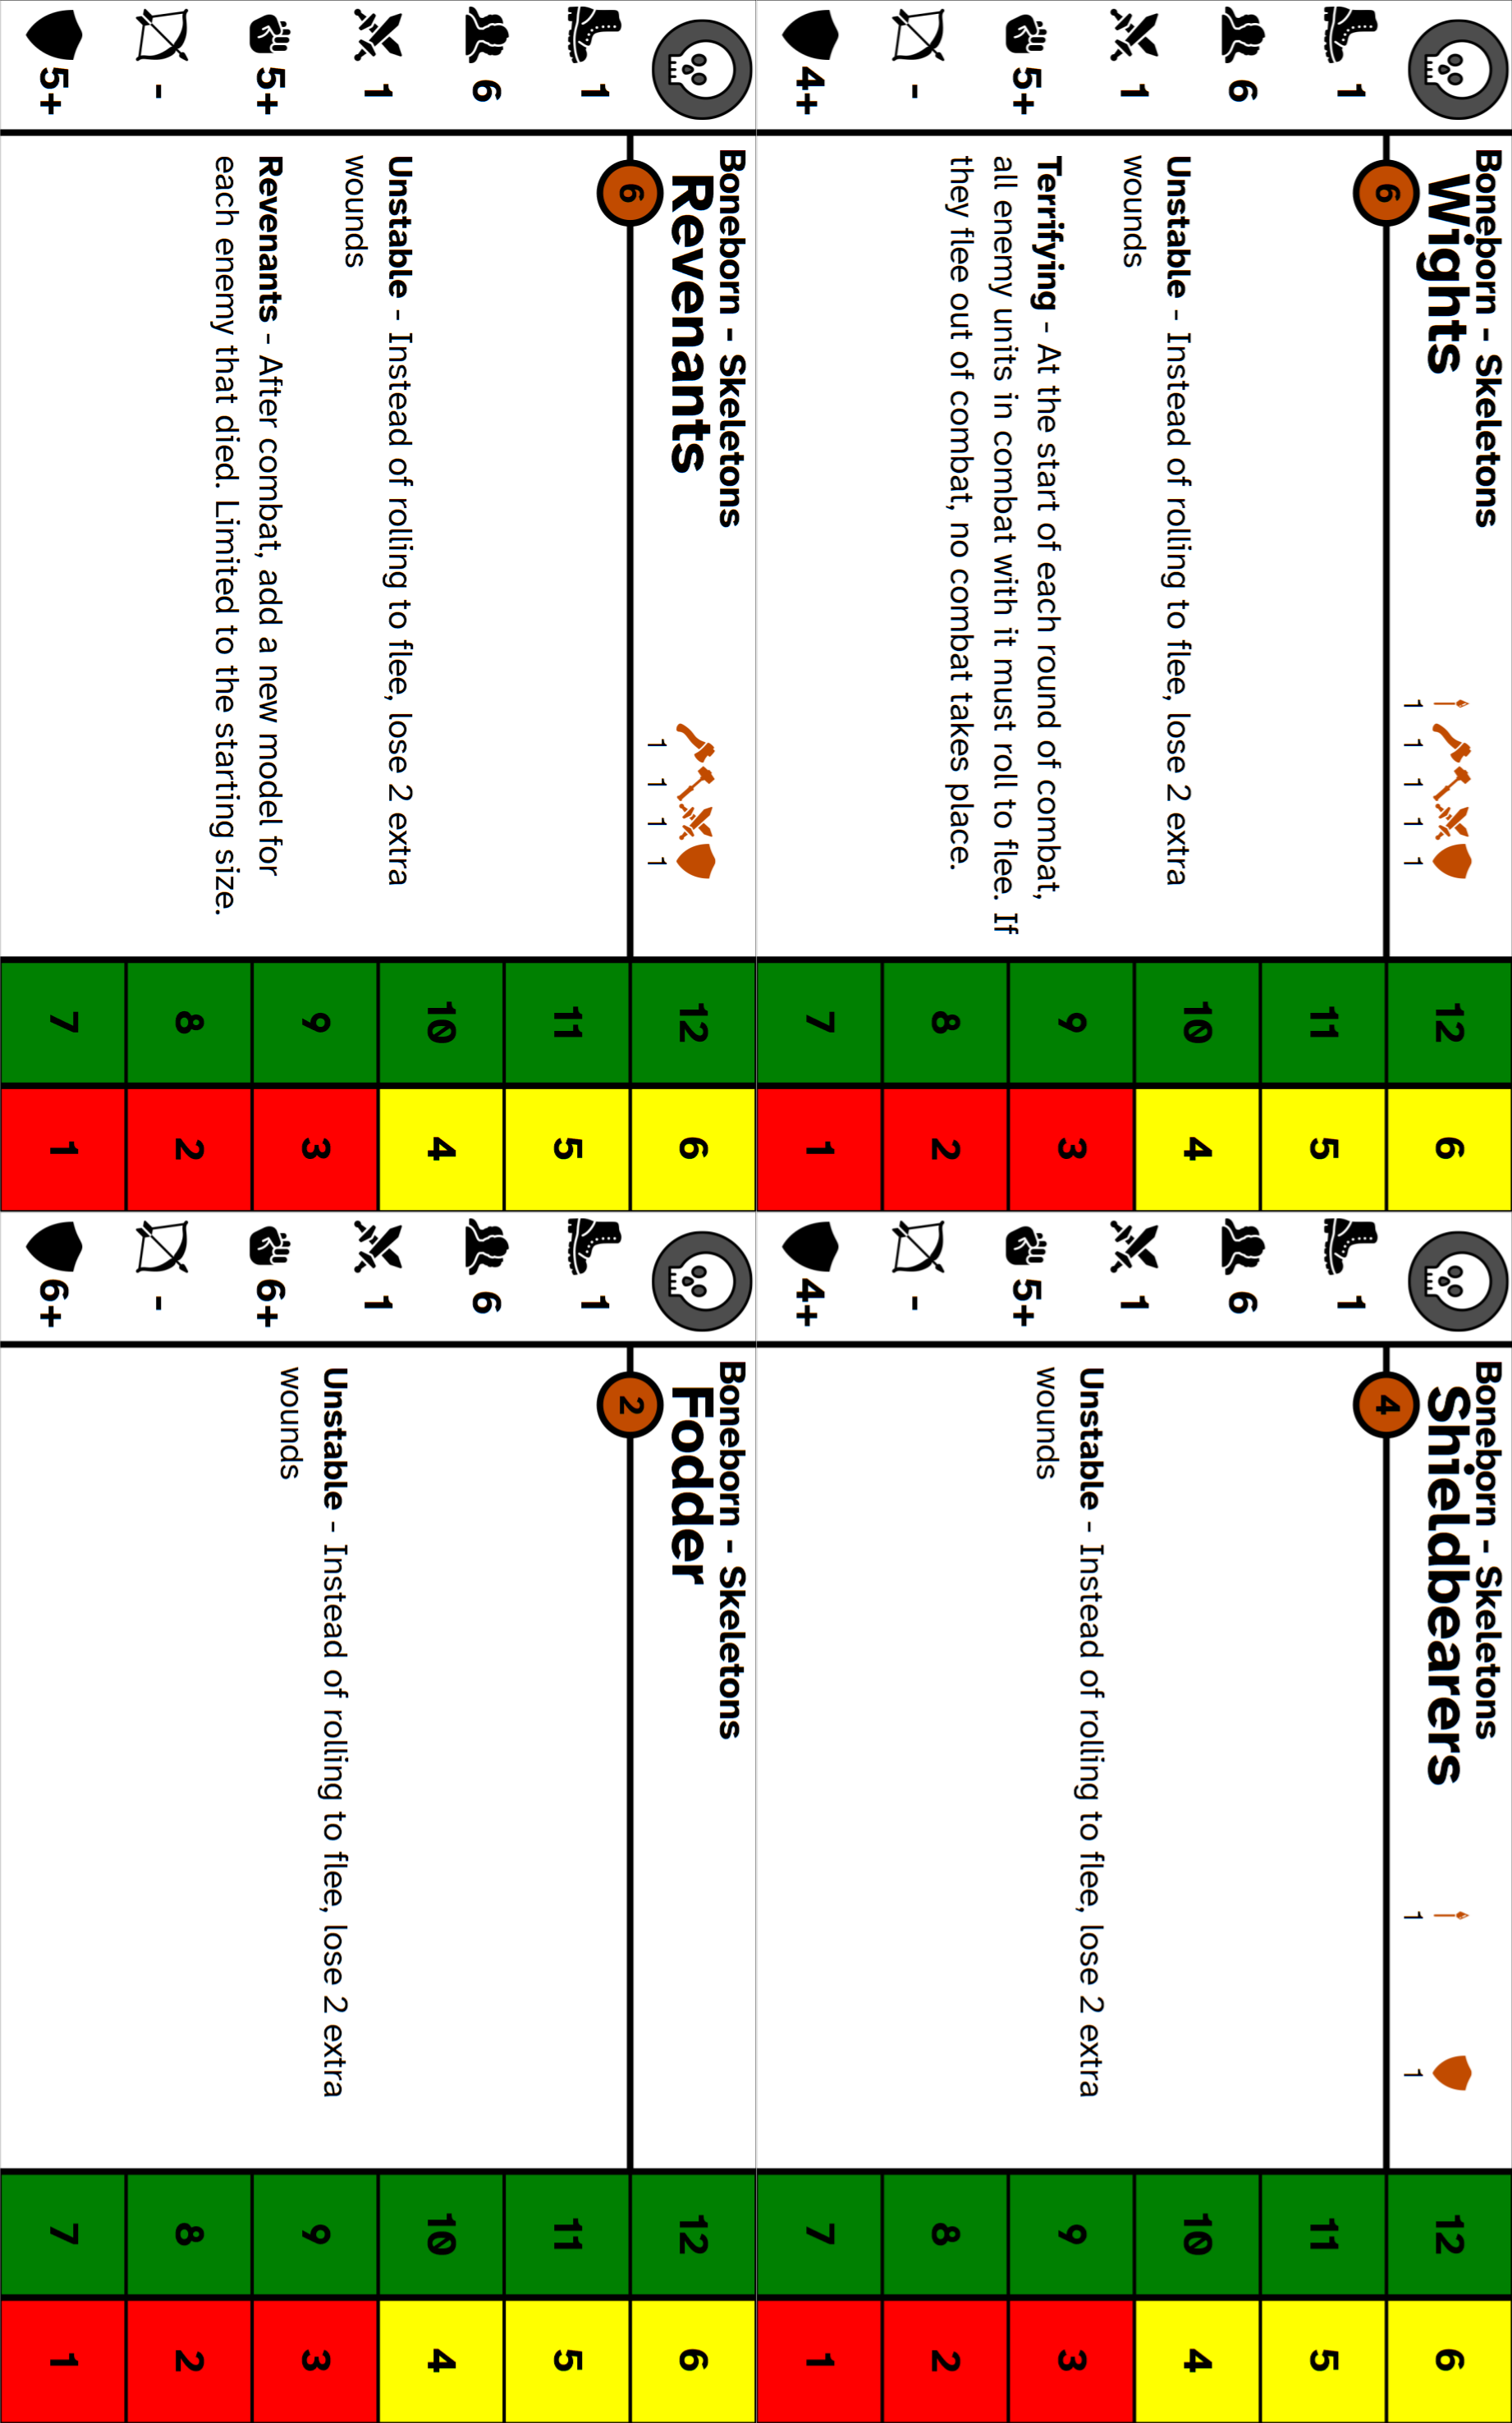 Boneborn - Skeletons
Wights
1 1 1 1 1
6
1
6
1
5+
-
4+
Unstable - Instead of rolling to flee, lose 2 extra
wounds
Terrifying - At the start of each round of combat,
all enemy units in combat with it must roll to flee. If
they flee out of combat, no combat takes place.
12 6
11 5
10 4
9 3
8 2
7 1
Boneborn - Skeletons
Shieldbearers
1 1
4
1
6
1
5+
-
4+
Unstable - Instead of rolling to flee, lose 2 extra
wounds
12 6
11 5
10 4
9 3
8 2
7 1
Boneborn - Skeletons
Revenants
1 1 1 1
6
1
6
1
5+
-
5+
Unstable - Instead of rolling to flee, lose 2 extra
wounds
Revenants - After combat, add a new model for
each enemy that died. Limited to the starting size.
12 6
11 5
10 4
9 3
8 2
7 1
Boneborn - Skeletons
Fodder
2
1
6
1
6+
-
6+
Unstable - Instead of rolling to flee, lose 2 extra
wounds
12 6
11 5
10 4
9 3
8 2
7 1